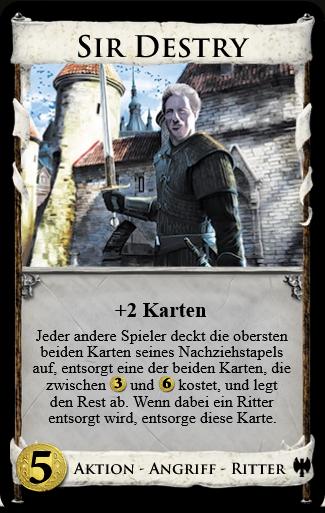 SIR DESTRY
+2 Karten
Jeder andere Spieler deckt die obersten
beiden Karten seines Nachziehstapels
auf, entsorgt eine der beiden Karten, die
zwischen 3 und 6 kostet, und legt
den Rest ab. Wenn dabei ein Ritter
entsorgt wird, entsorge diese Karte.
5 AKTION - ANGRIFF - RITTER